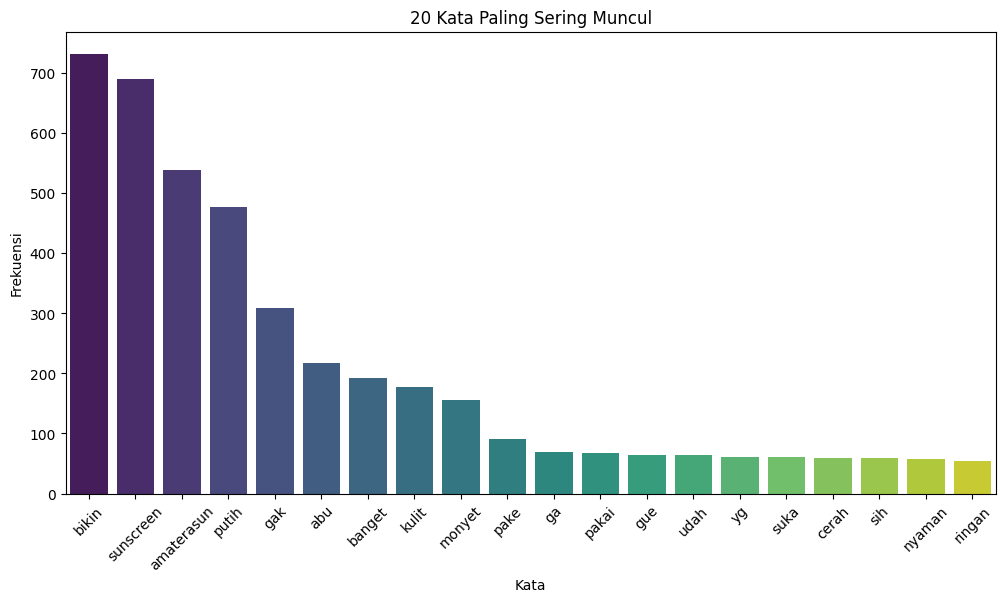 20 Kata Paling Sering Muncul
700
600
500
400
300
200
100
0
Frekuensi
bikin
sunscreen
amaterasun
putih
gak
abu
banget
kulit
monyet
pake
ga
pakai
gue
udah
yg
suka
cerah
sih
nyaman
ringan
Kata